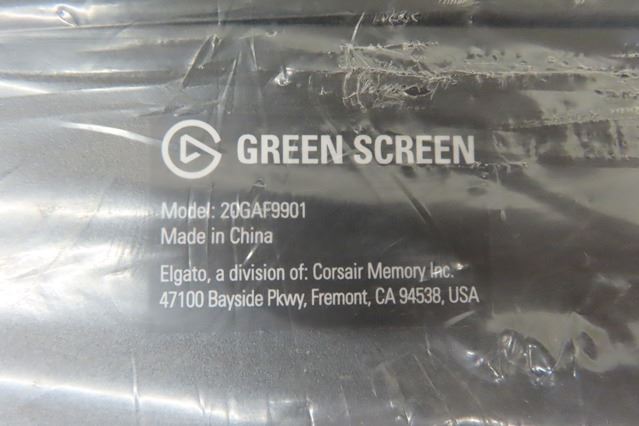 GREEN SCREEN
Model: 20GAF9901
Made in China
Elgato, a division of: Corsair Memory, Inc.
47100 Bayside Pkwy, Fremont, CA 94538, USA